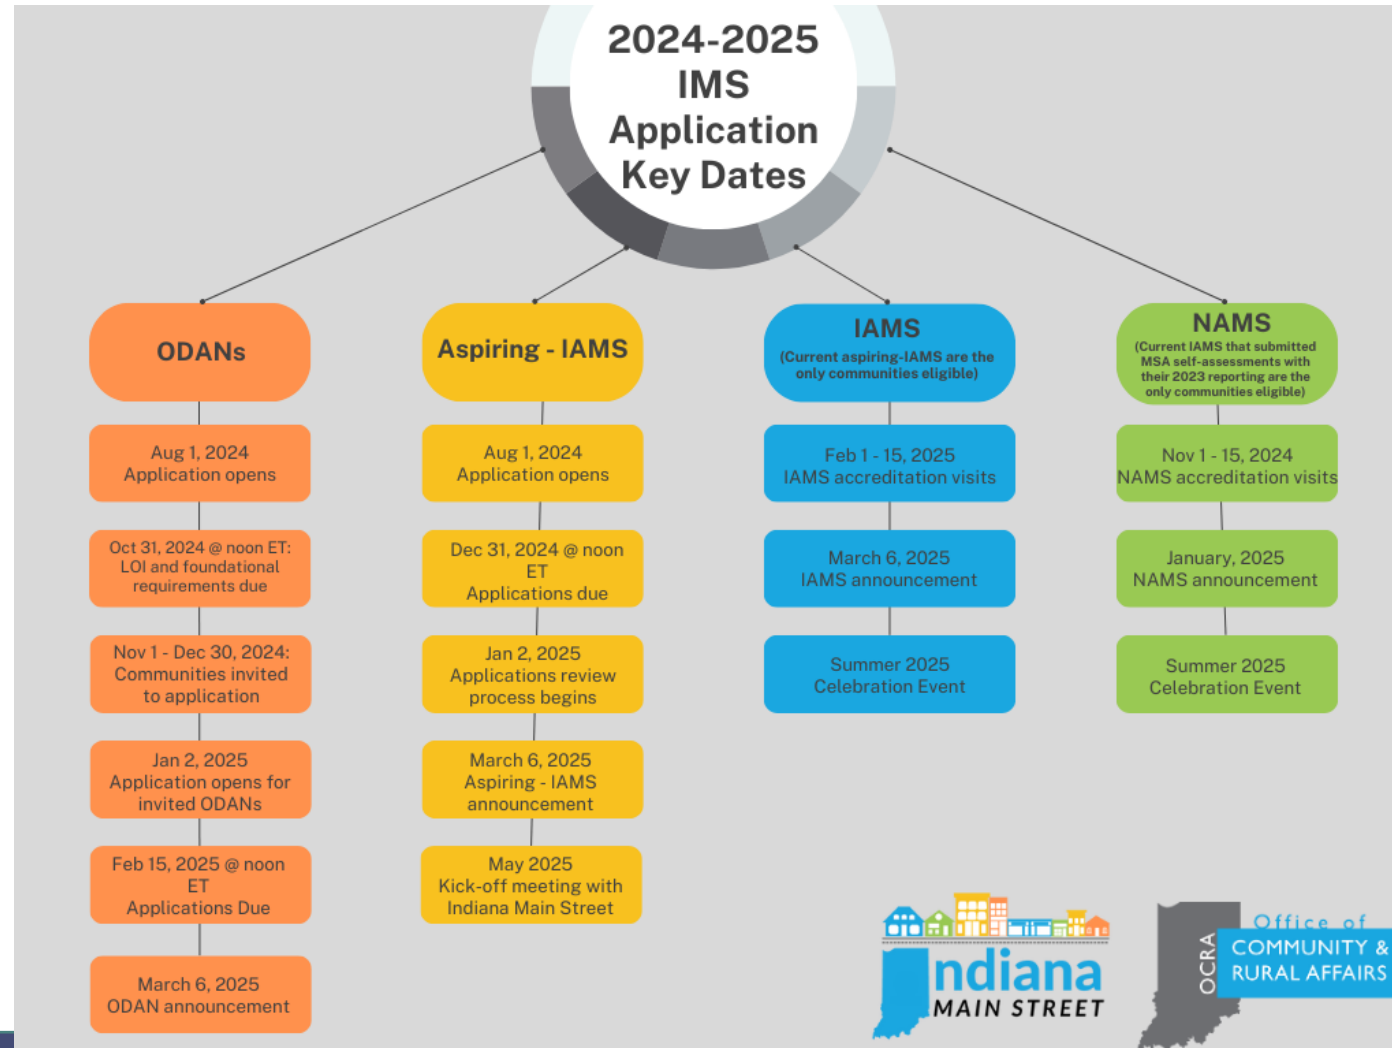 2024-2025
IMS
Application
Key Dates
ODANs
Aug 1, 2024
Application opens
Oct 31, 2024 @ noon ET:
LOI and foundational
requirements due
Nov 1 - Dec 30, 2024:
Communities invited
to application
Jan 2, 2025
Application opens for
invited ODANs
Feb 15, 2025 @ noon
ET
Applications Due
March 6, 2025
ODAN announcement
Aspiring - IAMS
Aug 1, 2024
Application opens
Dec 31, 2024 @ noon
ET
Applications due
Jan 2, 2025
Applications review
process begins
March 6, 2025
Aspiring - IAMS
announcement
May 2025
Kick-off meeting with
Indiana Main Street
IAMS
(Current aspiring-IAMS are the
only communities eligible)
Feb 1 - 15, 2025
IAMS accreditation visits
March 6, 2025
IAMS announcement
Summer 2025
Celebration Event
NAMS
(Current IAMS that submitted
MSA self-assessments with
their 2023 reporting are the
only communities eligible)
Nov 1 - 15, 2024
NAMS accreditation visits
January, 2025
NAMS announcement
Summer 2025
Celebration Event
Indiana
MAIN STREET
OCRA
Office of
COMMUNITY &
RURAL AFFAIRS